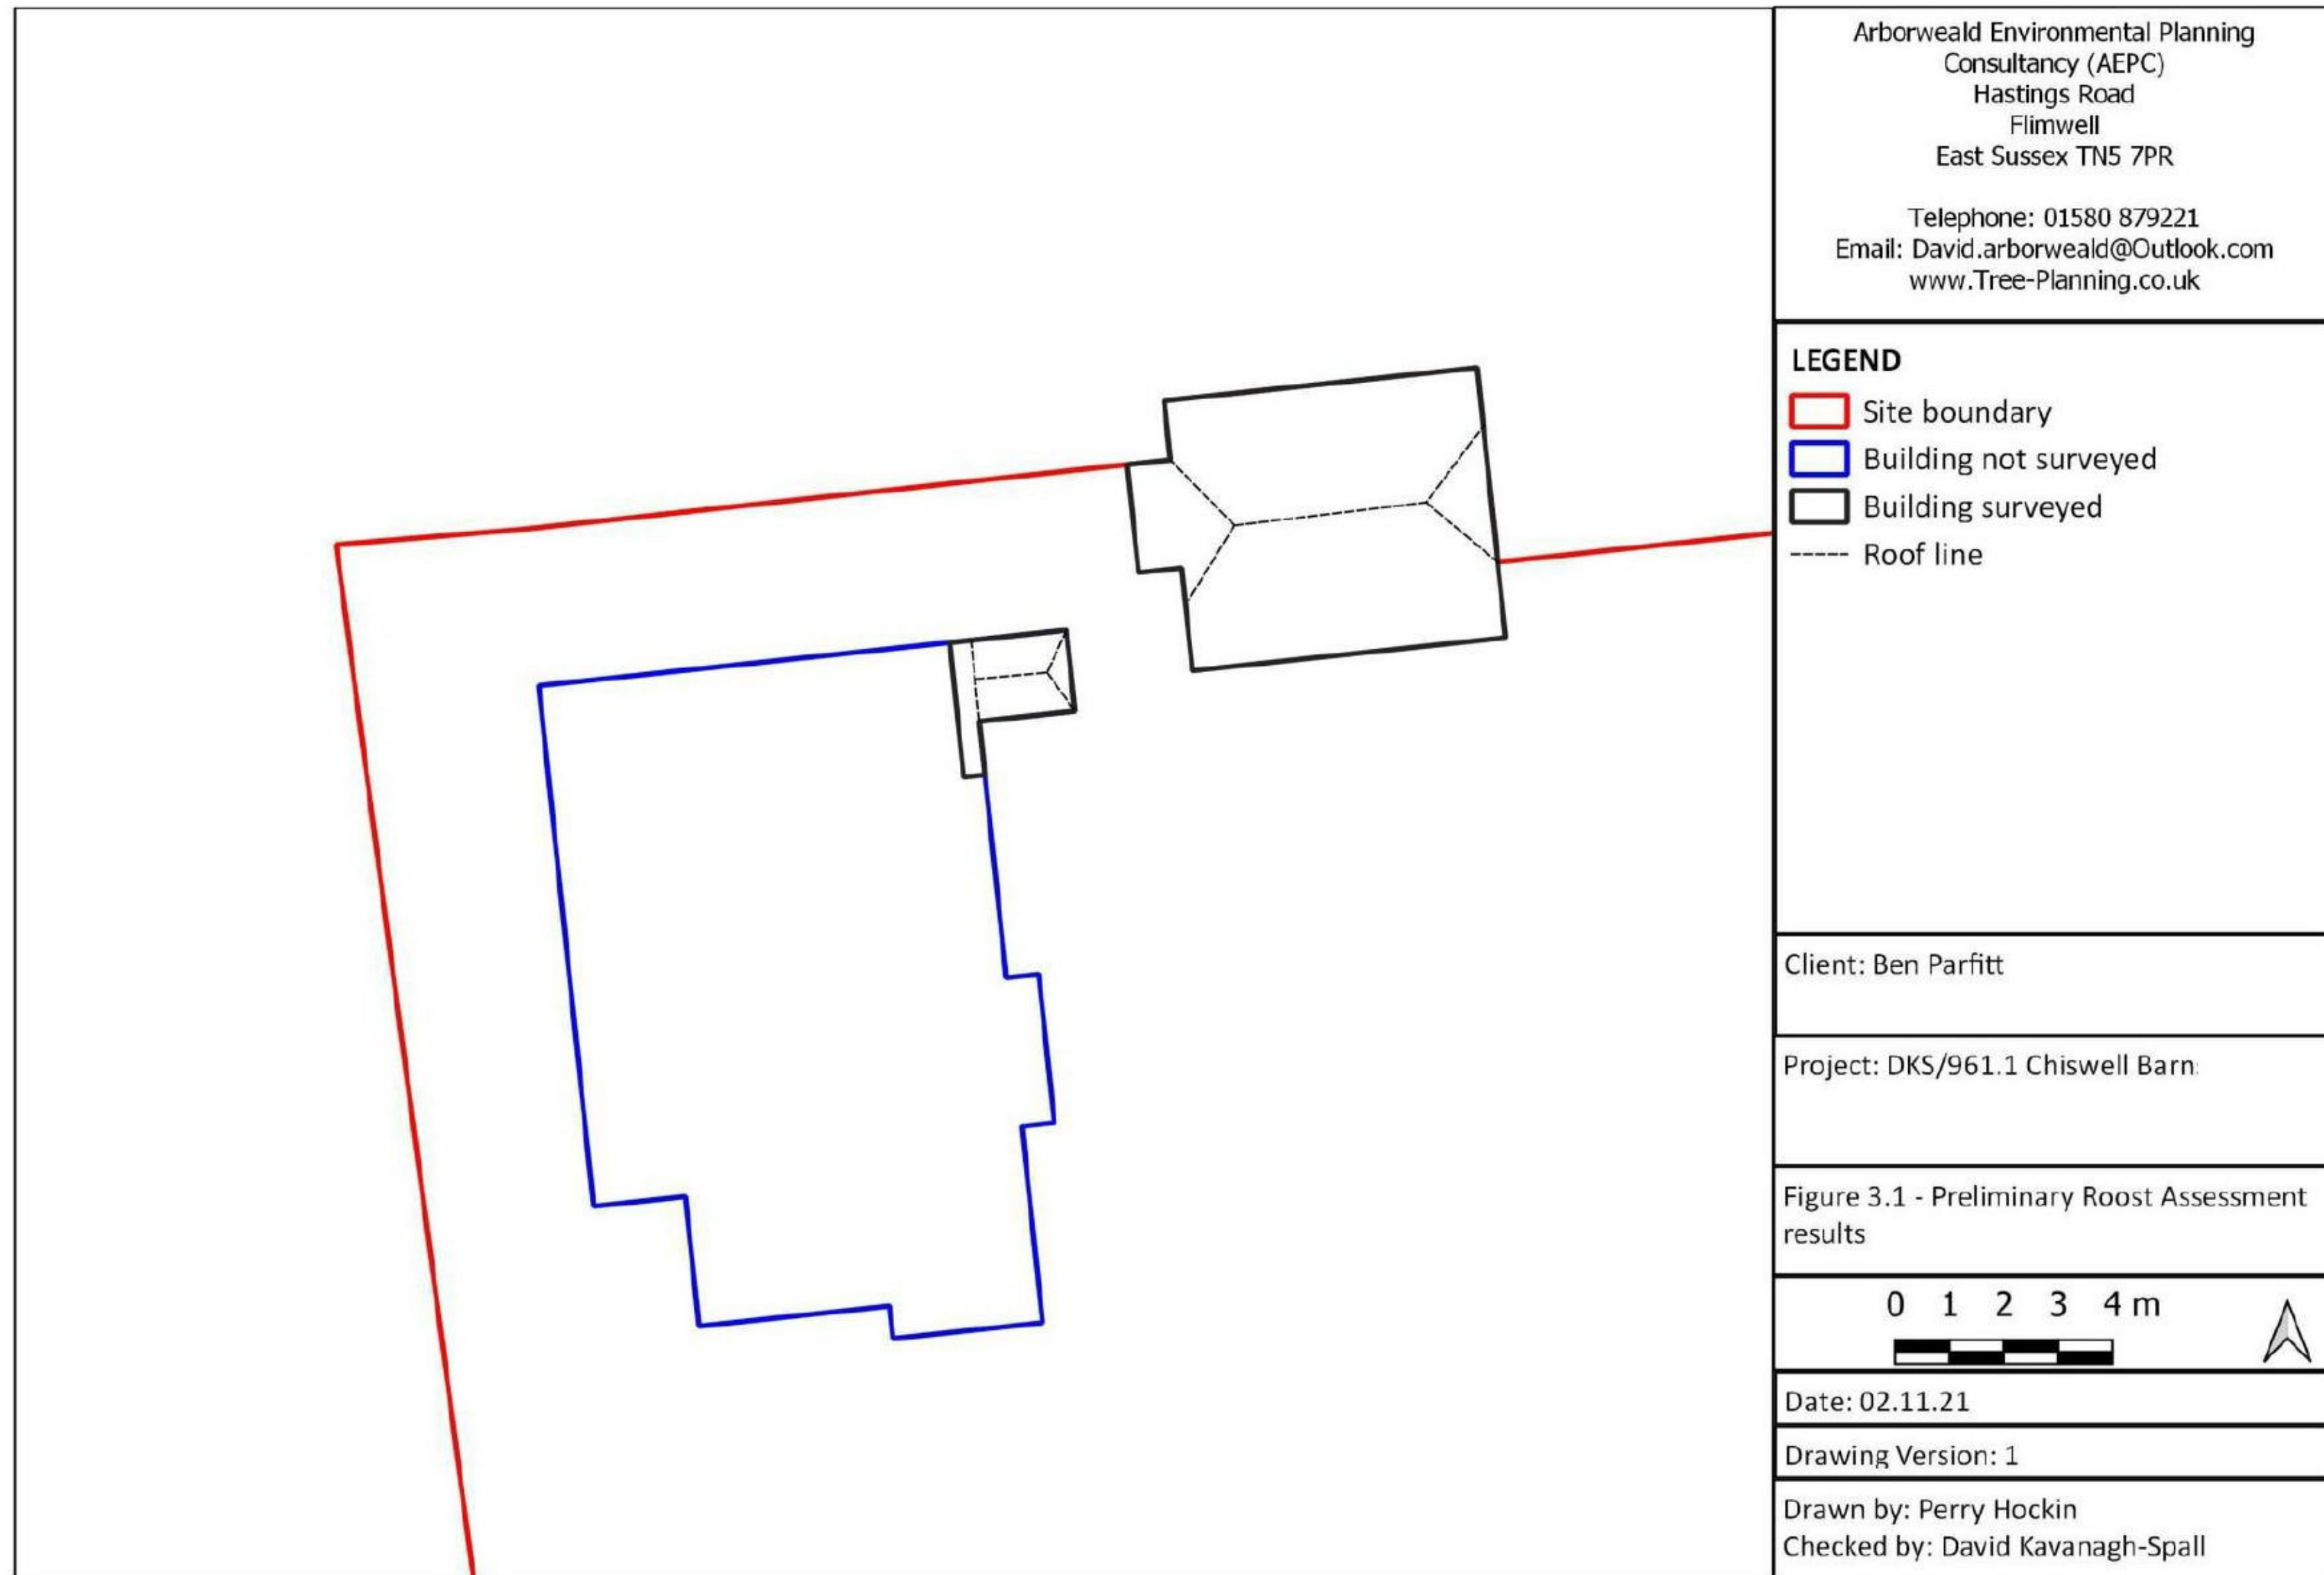 Arborweald Environmental Planning
Consultancy (AEPC)
Hastings Road
Flimwell
East Sussex TN5 7PR
Telephone: 01580 879221
Email: David.arborweald@Outlook.com
www.Tree-Planning.co.uk
LEGEND
Site boundary
Building not surveyed
Building surveyed
Roof line
Client: Ben Parfitt
Project: DKS/961.1 Chiswell Barn
Figure 3.1 - Preliminary Roost Assessment
results
0 1 2 3 4 m
Date: 02.11.21
Drawing Version: 1
Drawn by: Perry Hockin
Checked by: David Kavanagh-Spall